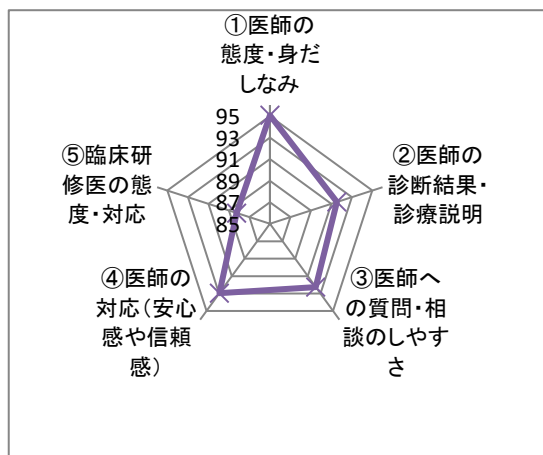 ①医師の
態度・身だ
しなみ
95
93
91
89
87
85
②医師の
診断結果・
診療説明
③医師へ
の質問・相
談のしやす
さ
④医師の
対応（安心
感や信頼
感）
⑤臨床研
修医の態
度・対応